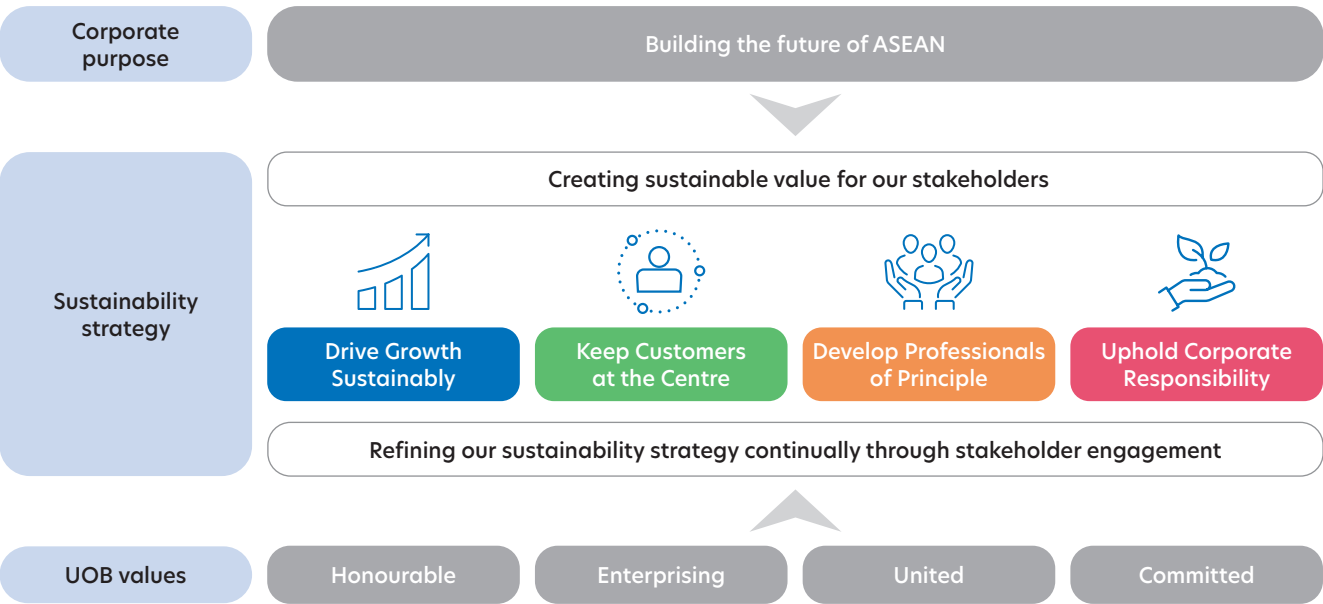 Corporate
purpose
Building the future of ASEAN
Sustainability
strategy
Creating sustainable value for our stakeholders
Drive Growth
Sustainably
Keep Customers
at the Centre
Develop Professionals
of Principle
Uphold Corporate
Responsibility
Refining our sustainability strategy continually through stakeholder engagement
UOB values
Honourable
Enterprising
United
Committed